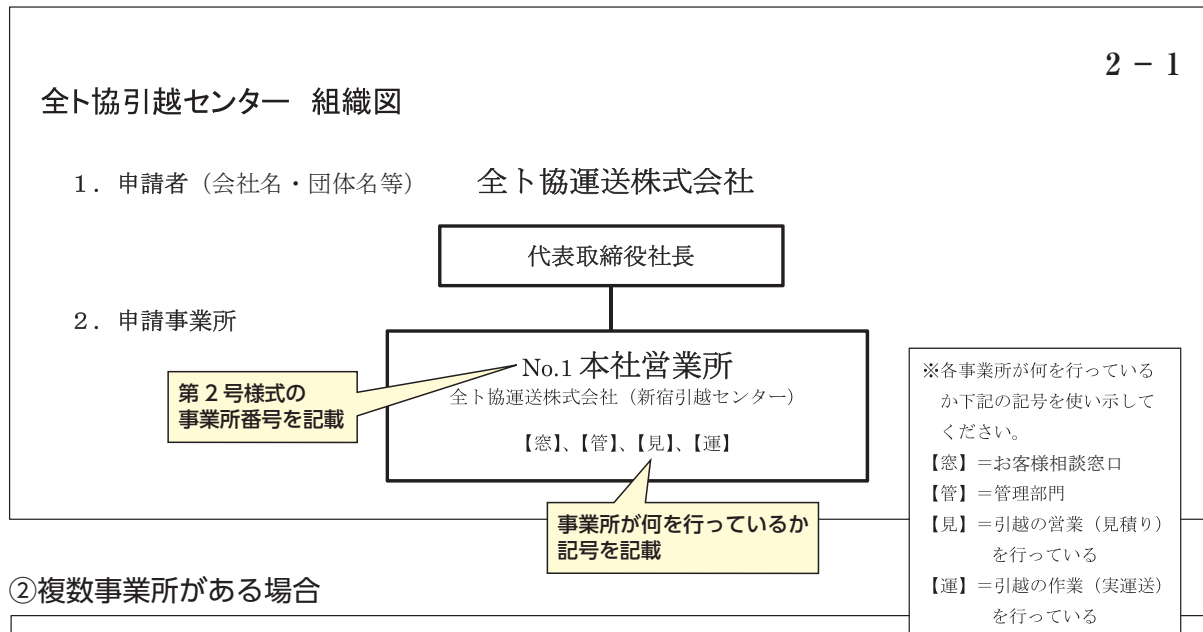 2 − 1
全ト協引越センター 組織図
１．申請者（会社名・団体名等） 全ト協運送株式会社
代表取締役社長
２．申請事業所
No.1 本社営業所
全ト協運送株式会社（新宿引越センター）
【窓】、【管】、【見】、【運】
第２号様式の
事業所番号を記載
事業所が何を行っているか
記号を記載
※各事業所が何を行っている
か下記の記号を使い示して
ください。
【窓】＝お客様相談窓口
【管】＝管理部門
【見】＝引越の営業（見積り）
を行っている
【運】＝引越の作業（実運送）
を行っている
②複数事業所がある場合